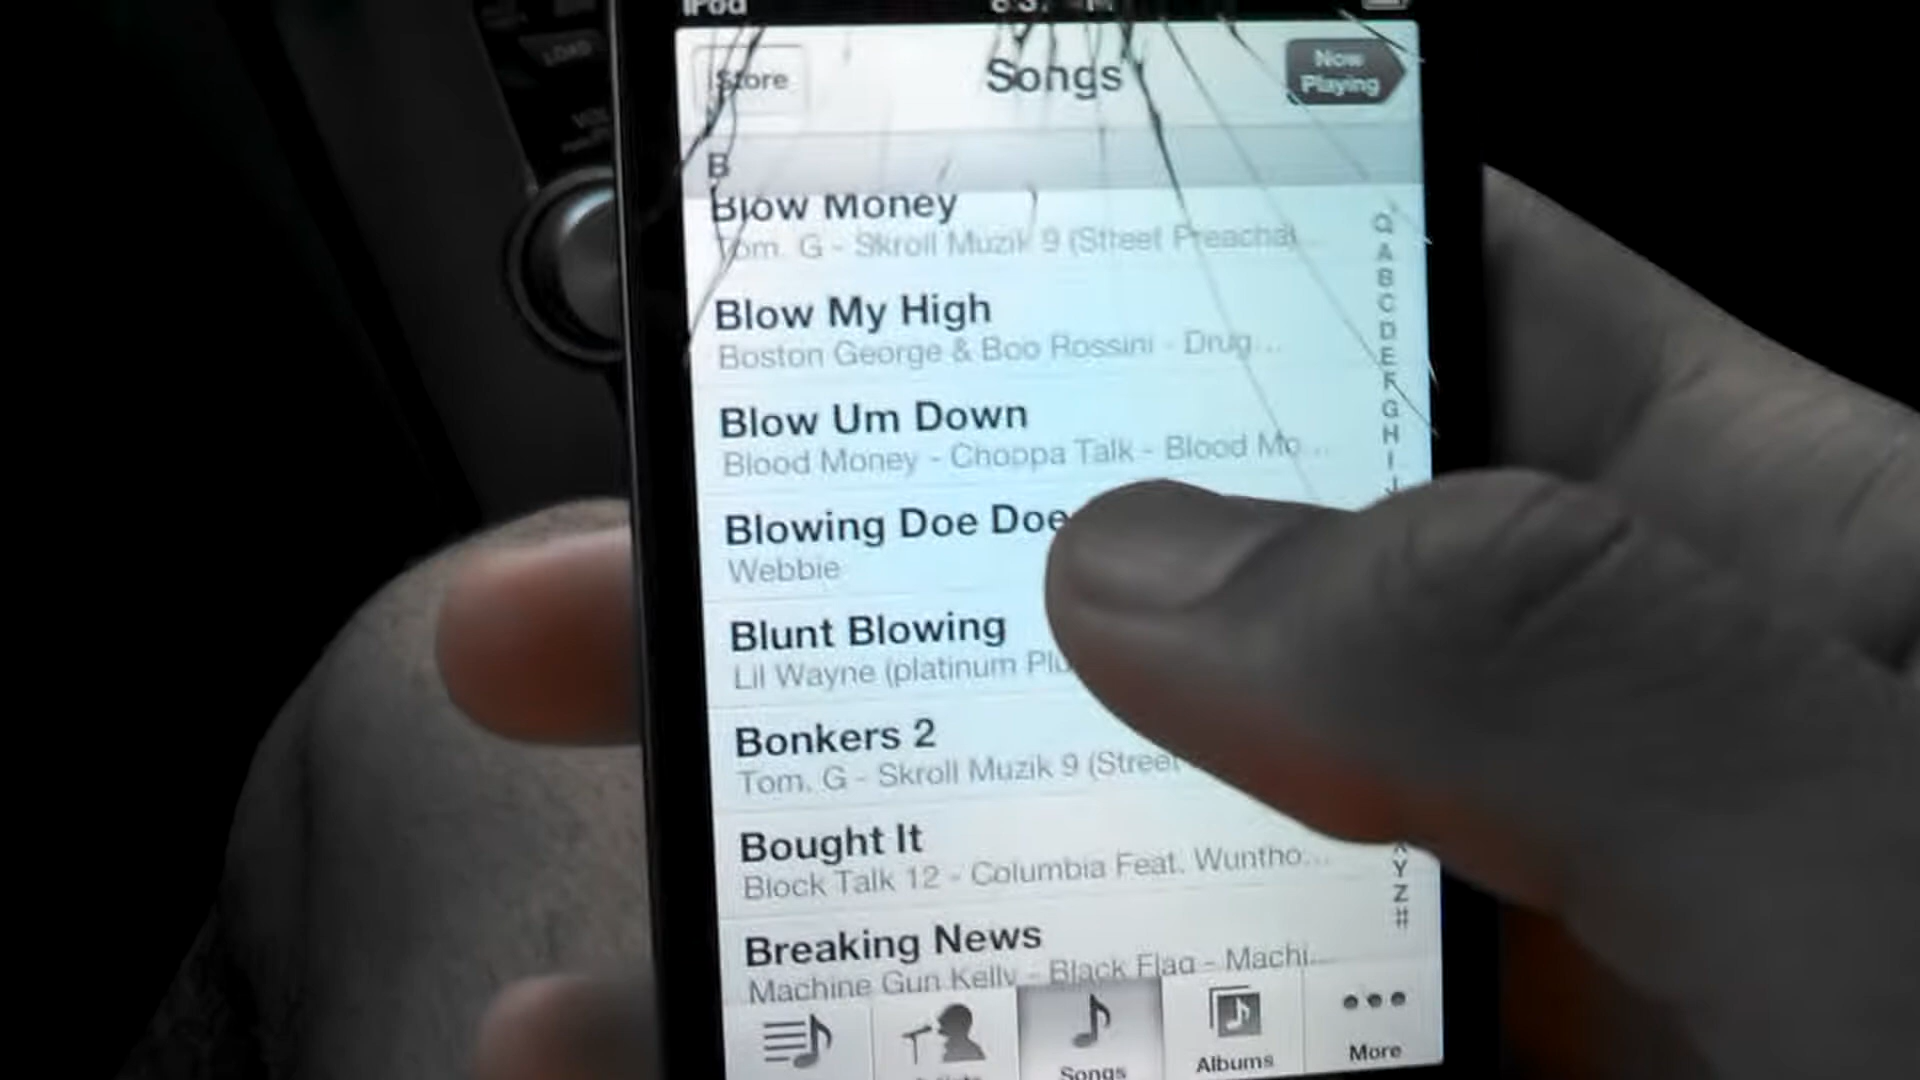 iPod
LOAD
Store
Songs
Now
Playing
B
Blow Money
Tom. G - Skroll Muzik 9 (Street Preacha)...
Blow My High
Boston George & Boo Rossini - Drug...
Blow Um Down
Blood Money - Choppa Talk - Blood Mo...
Blowing Doe Doe
Webbie
Blunt Blowing
Lil Wayne (platinum Plu
Bonkers 2
Tom. G - Skroll Muzik 9 (Street
Bought It
Block Talk 12 - Columbia Feat. Wuntho...
Breaking News
Machine Gun Kelly - Black Flag - Machi...
Q
A
B
C
D
E
F
G
H
I
J
X
Y
Z
#
Songs
Albums
More